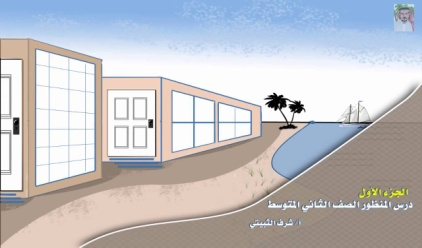 الجزء الأول
درس المنظور الصف الثاني المتوسط
أ / شرف الثبيتي